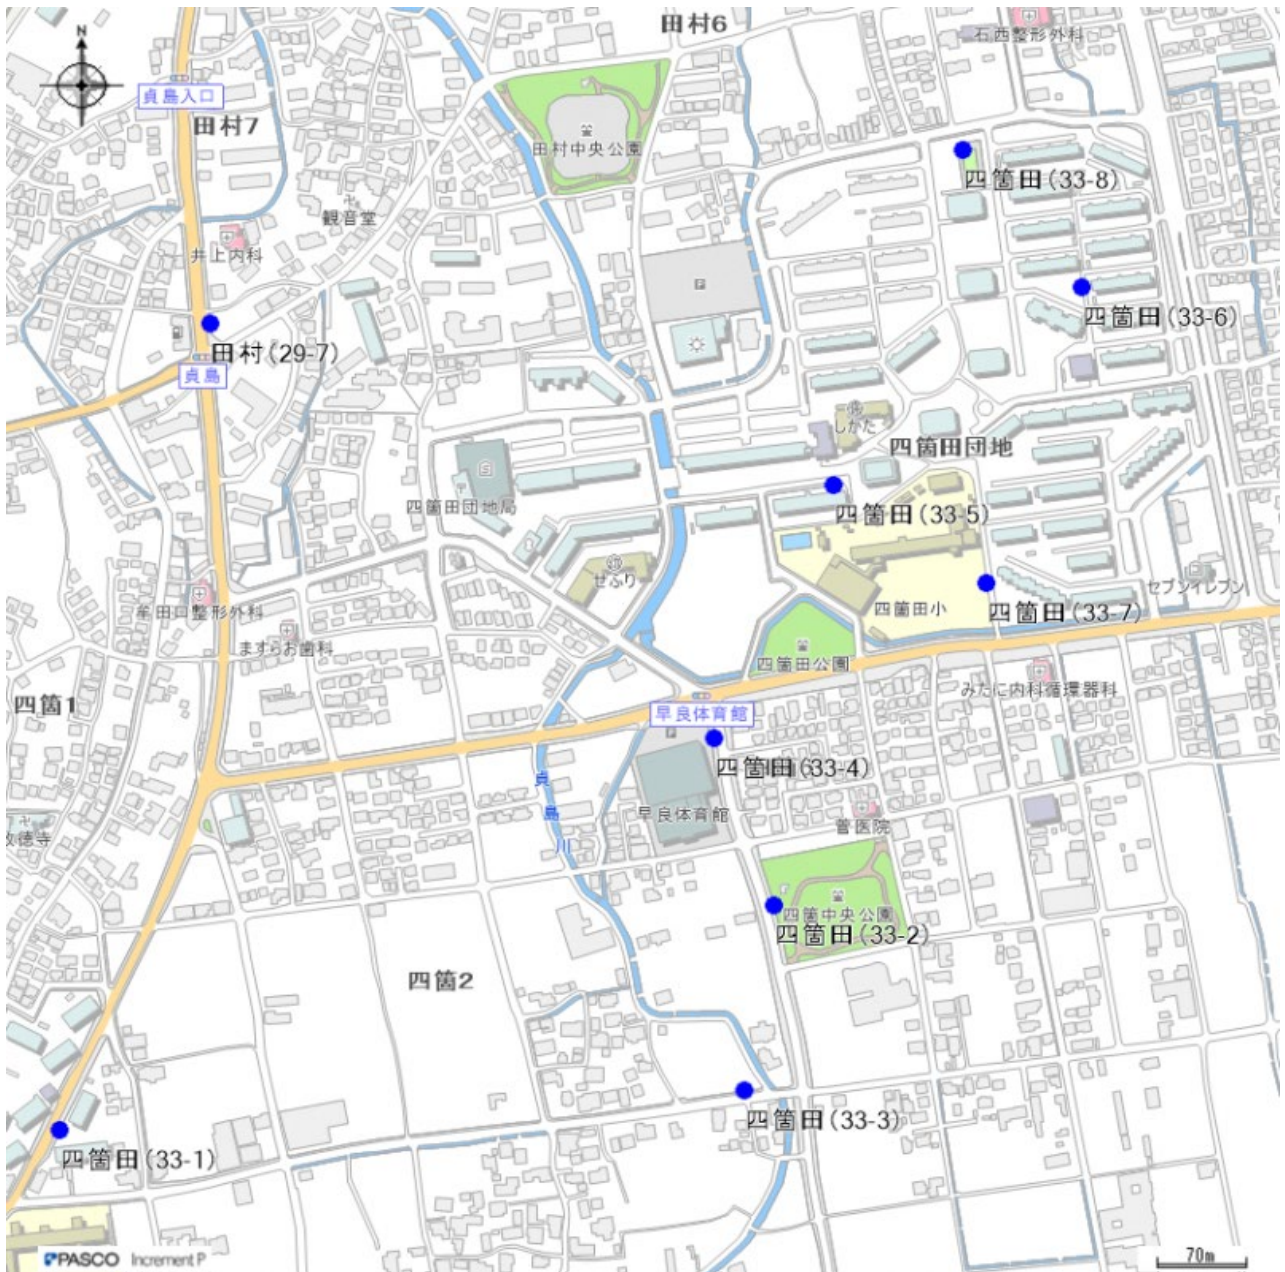 田村6
石西整形外科
N
貞島入口
田村7
田村中央公園
四箇田(33-8)
観音堂
井上内科
P
四箇田(33-6)
田村(29-7)
貞島
しかた
四箇田団地
四箇田団地局
四箇田(33-5)
せふり
セブンイレブン
牟田口整形外科
四箇田小
四箇田(33-7)
ますらお歯科
四箇田公園
みたに内科循環器科
四箇1
早良体育館
P
四箇田(33-4)
貞島川
早良体育館
菅医院
四箇中央公園
四箇田(33-2)
四箇2
四箇田(33-3)
四箇田(33-1)
PASCO Increment P
70m